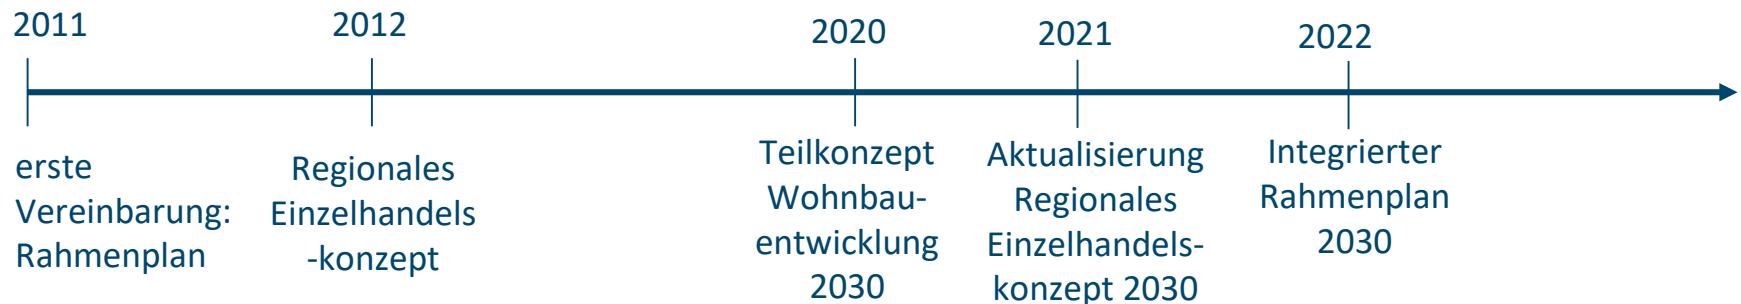 2011
erste
Vereinbarung:
Rahmenplan
2012
Regionales
Einzelhandels
-konzept
2020
Teilkonzept
Wohnbau-
entwicklung
2030
2021
Aktualisierung
Regionales
Einzelhandels-
konzept 2030
2022
Integrierter
Rahmenplan
2030